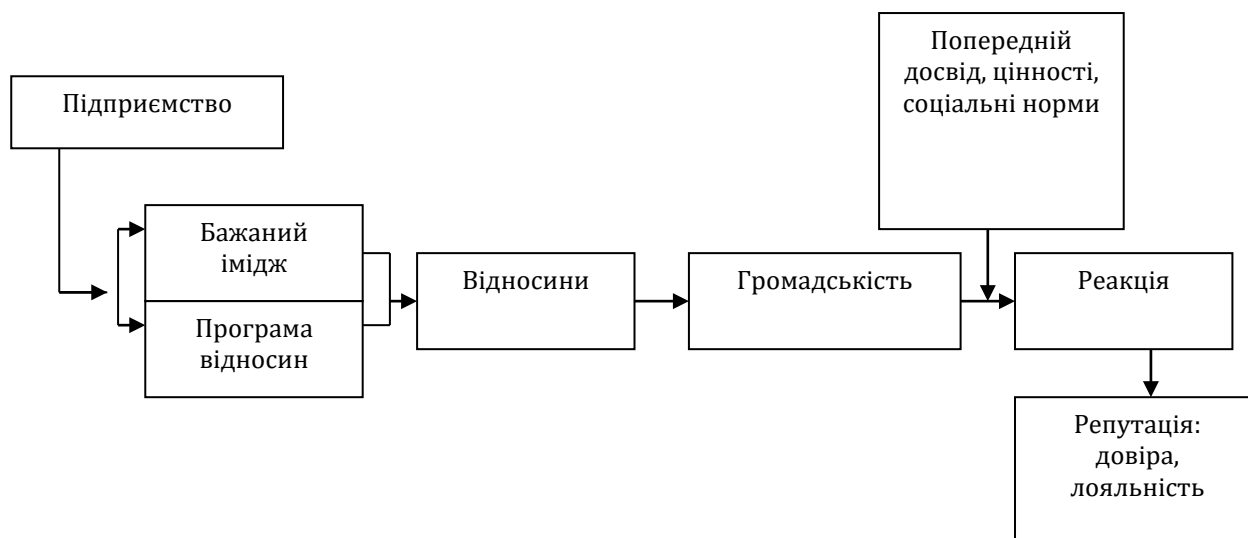 Попередній
досвід, цінності,
соціальні норми
Підприємство
Бажаний
імідж
Програма
відносин
Відносини
Громадськість
Реакція
Репутація:
довіра,
лояльність